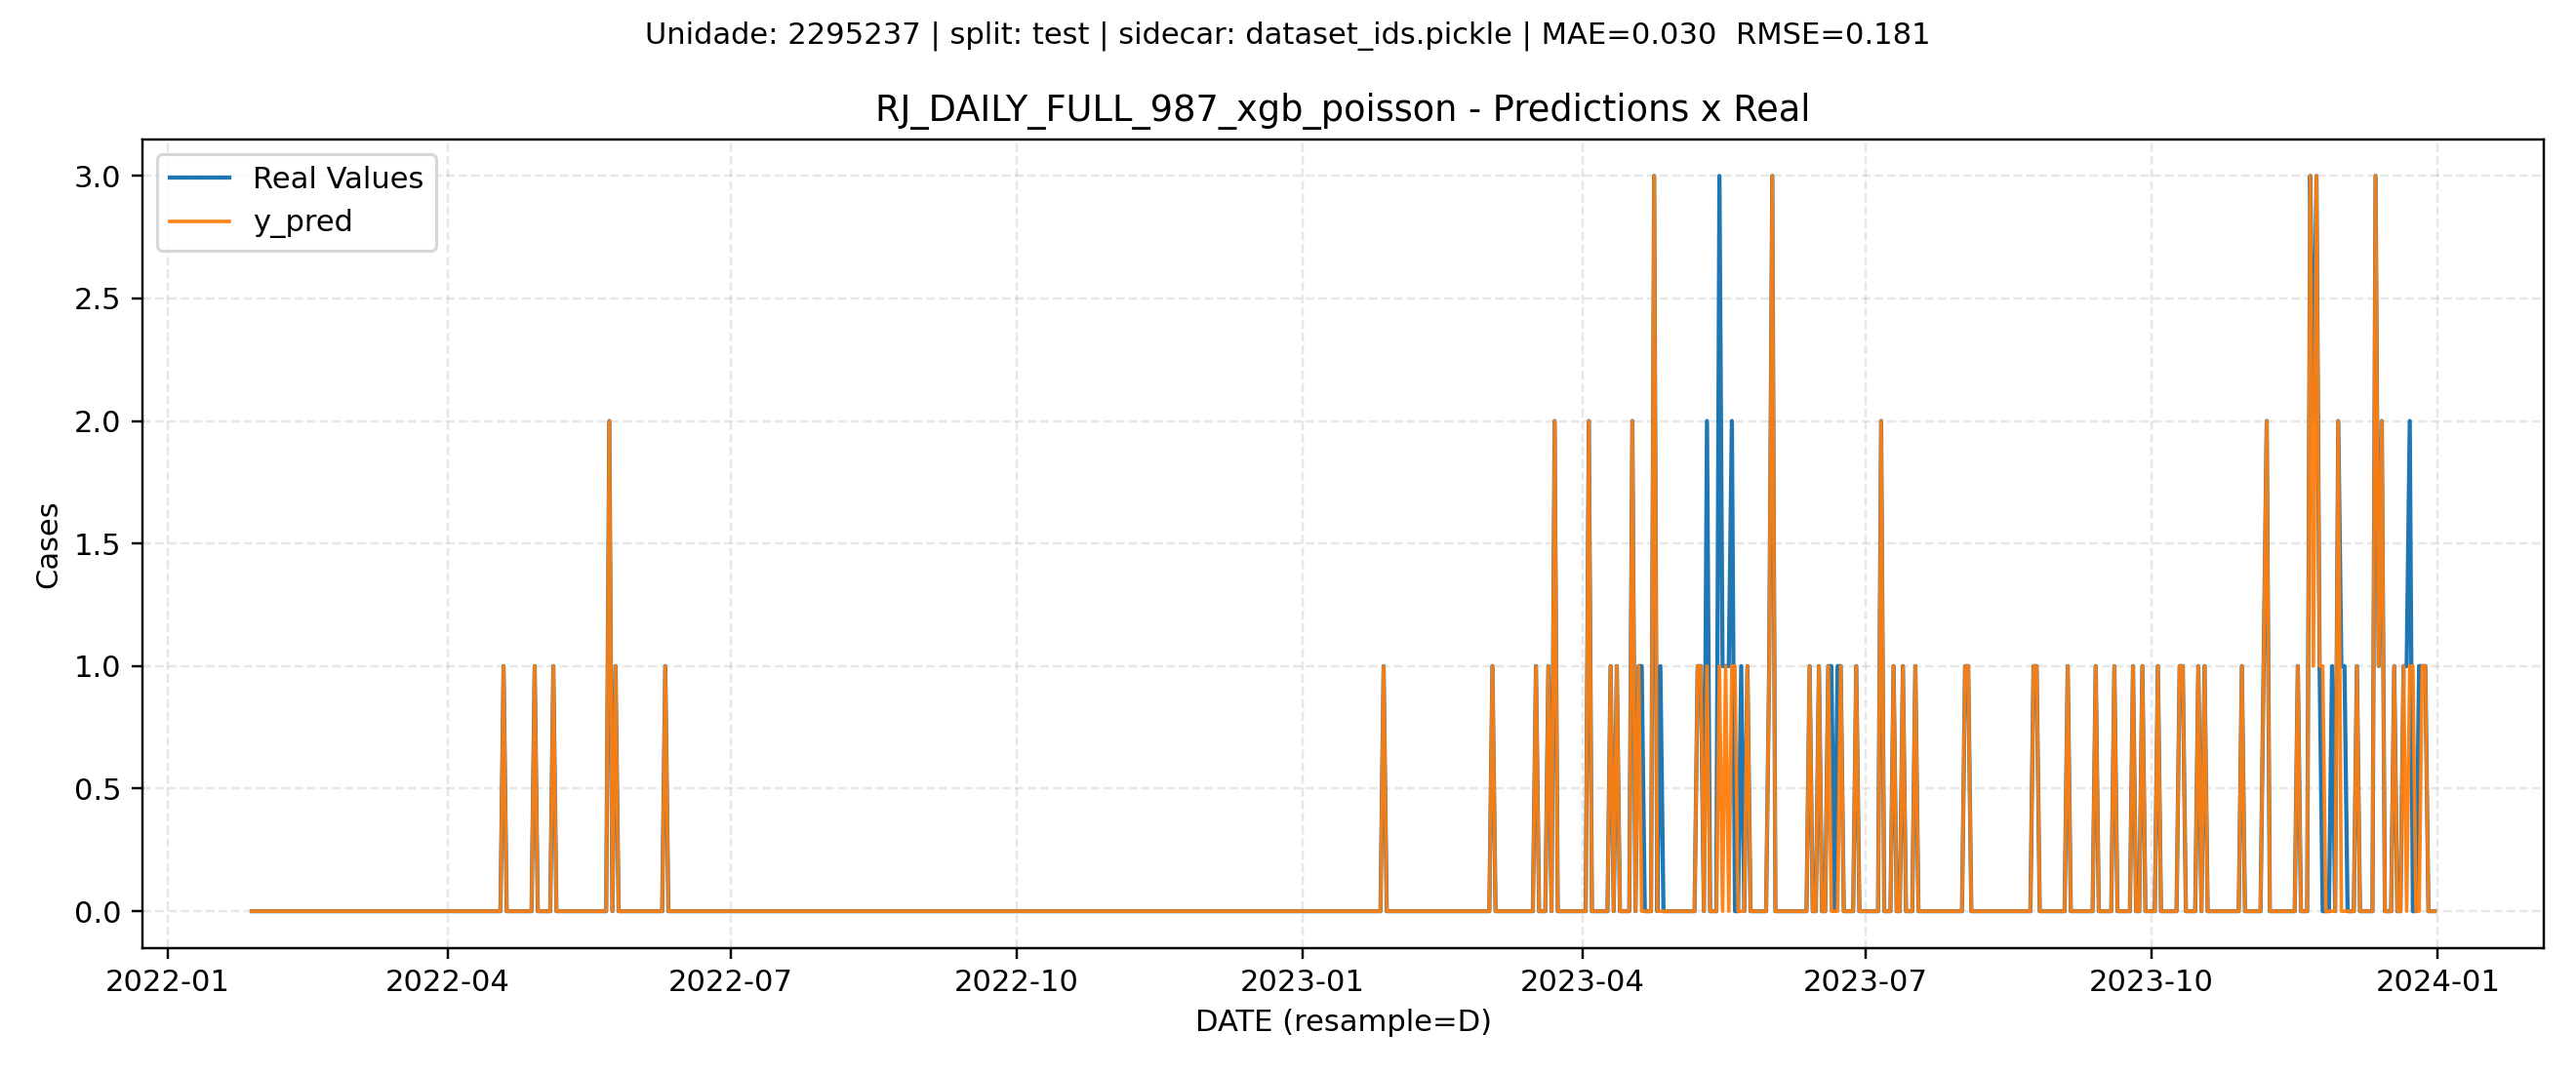 Unidade: 2295237 | split: test | sidecar: dataset_ids.pickle | MAE=0.030  RMSE=0.181
RJ_DAILY_FULL_987_xgb_poisson - Predictions x Real
Real Values
y_pred
3.0
2.5
2.0
1.5
1.0
0.5
0.0
Cases
2022-01
2022-04
2022-07
2022-10
2023-01
2023-04
2023-07
2023-10
2024-01
DATE (resample=D)